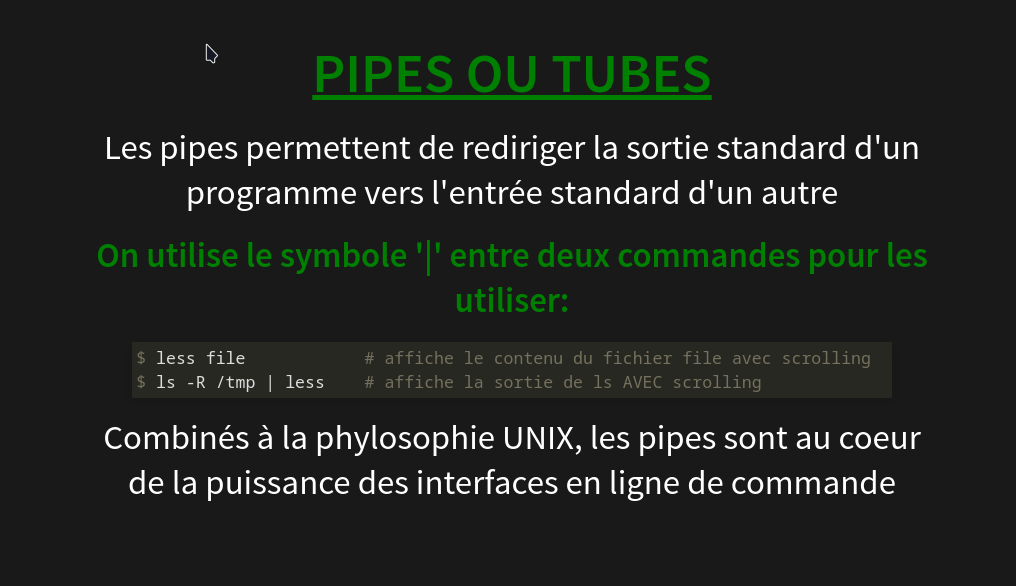 PIPES OU TUBES
Les pipes permettent de rediriger la sortie standard d'un
programme vers l'entrée standard d'un autre
On utilise le symbole '|' entre deux commandes pour les
utiliser:
$ less file            # affiche le contenu du fichier file avec scrolling
$ ls -R /tmp | less    # affiche la sortie de ls AVEC scrolling
Combinés à la phylosophie UNIX, les pipes sont au coeur
de la puissance des interfaces en ligne de commande